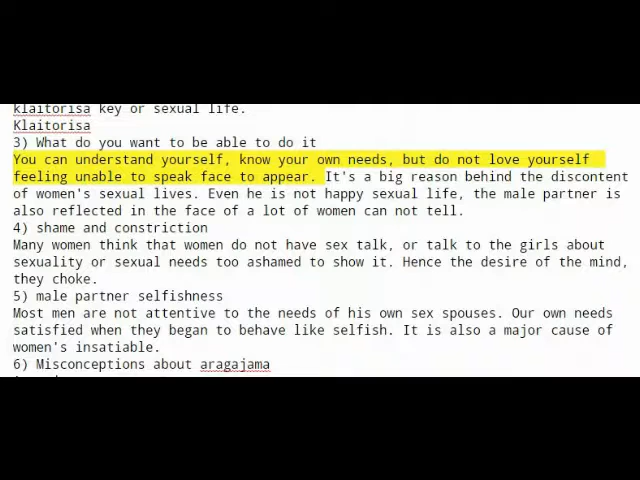 klaitorisa key or sexual life.
Klaitorisa
3) What do you want to be able to do it
You can understand yourself, know your own needs, but do not love yourself
feeling unable to speak face to appear. It's a big reason behind the discontent
of women's sexual lives. Even he is not happy sexual life, the male partner is
also reflected in the face of a lot of women can not tell.
4) shame and constriction
Many women think that women do not have sex talk, or talk to the girls about
sexuality or sexual needs too ashamed to show it. Hence the desire of the mind,
they choke.
5) male partner selfishness
Most men are not attentive to the needs of his own sex spouses. Our own needs
satisfied when they began to behave like selfish. It is also a major cause of
women's insatiable.
6) Misconceptions about aragajama